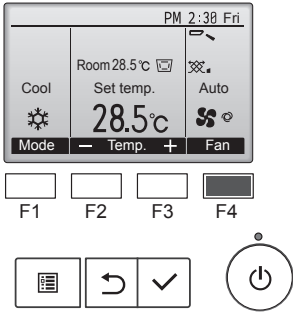 PM 2:30 Fri
Room 28.5°C
Cool Set temp. Auto
28.5°C
Mode − Temp. + Fan
F1 F2 F3 F4